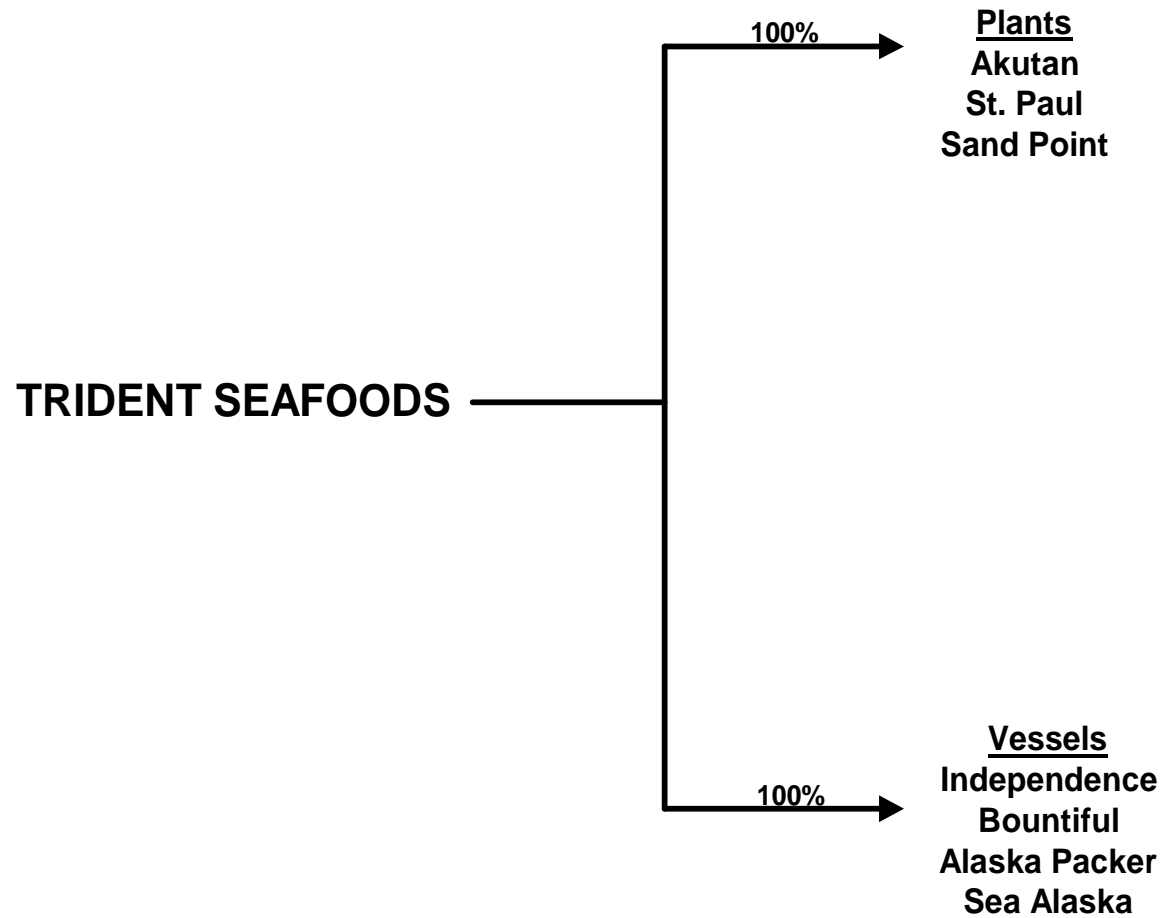 100%
Plants
Akutan
St. Paul
Sand Point
TRIDENT SEAFOODS
100%
Vessels
Independence
Bountiful
Alaska Packer
Sea Alaska